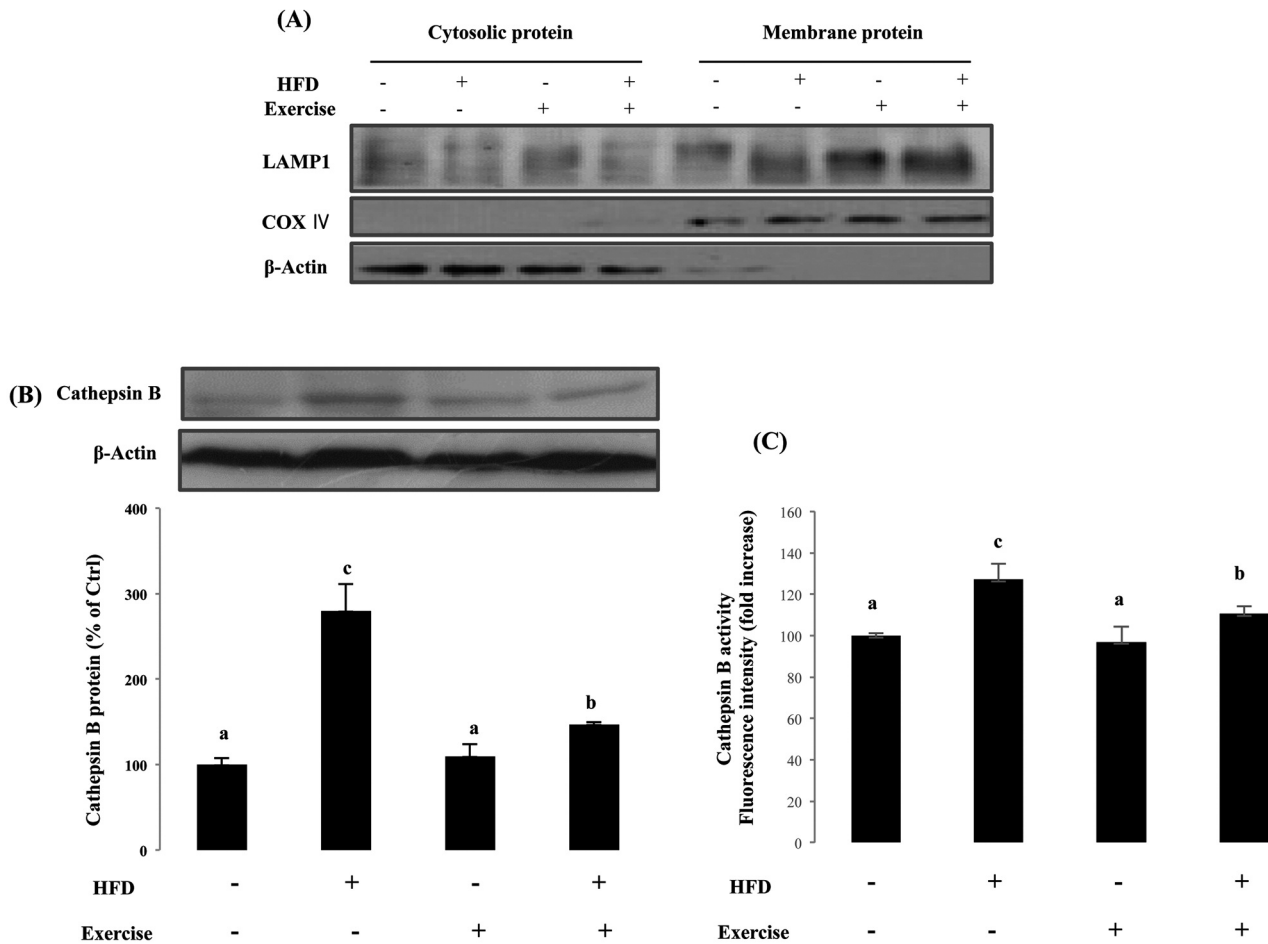 (A)
Cytosolic protein Membrane protein
HFD - + - + - + - +
Exercise - - + + - - + +
LAMP1
COX Ⅳ
β-Actin
(B) Cathepsin B
β-Actin
Cathepsin B protein (% of Ctrl)
400
300
200
100
0
a
c
a
b
HFD - + - +
Exercise - - + +
(C)
Cathepsin B activity
Fluorescence intensity (fold increase)
160
140
120
100
80
60
40
20
0
a
c
a
b
HFD - + - +
Exercise - - + +